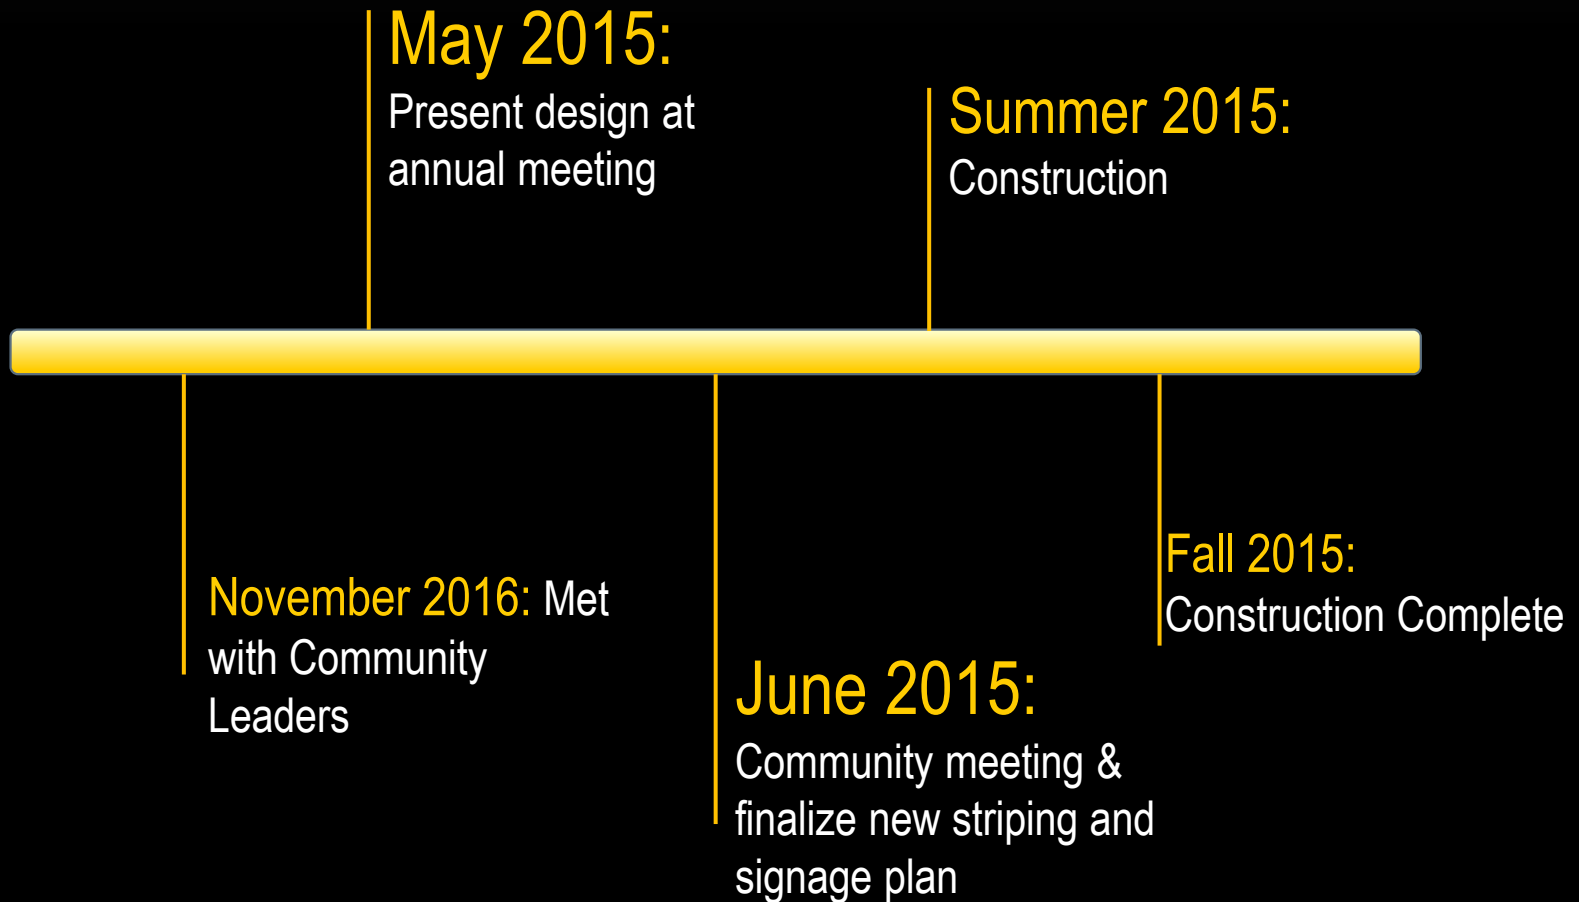 May 2015:
Present design at
annual meeting
Summer 2015:
Construction
November 2016: Met
with Community
Leaders
June 2015:
Community meeting &
finalize new striping and
signage plan
Fall 2015:
Construction Complete